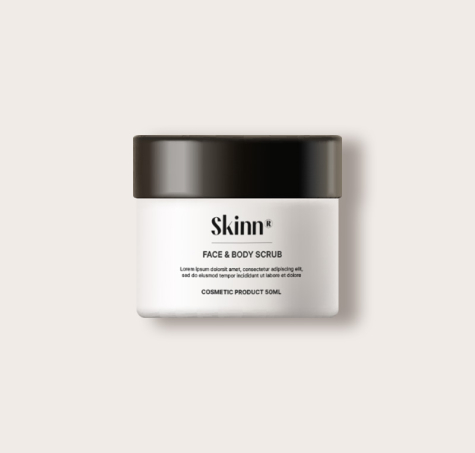 Skinn®
FACE & BODY SCRUB
Lorem ipsum dolorsit amet, consectetur adipiscing elit,
sed do eiusmod tempor incididunt ut labore et dolore
COSMETIC PRODUCT 50ML